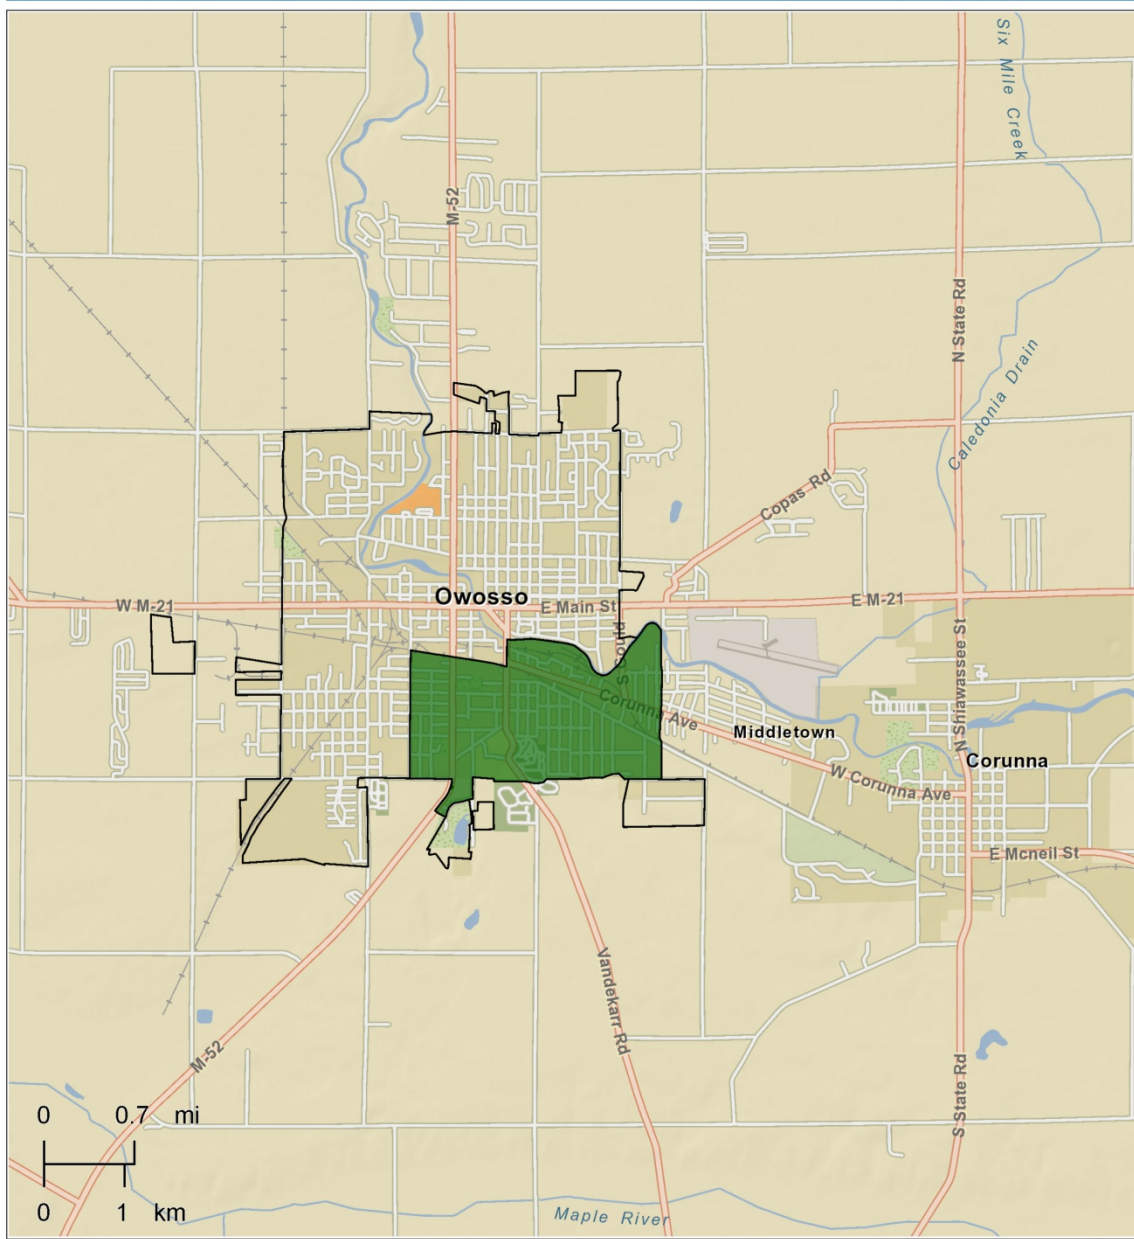 Six Mile Creek
M-52
N State Rd
Caledonia Drain
Copas Rd
Owosso
W M-21
E Main St
E M-21
S Gould
N Shiawassee St
Corunna Ave
Middletown
Corunna
W Corunna Ave
E Mcneil St
Vandekarr Rd
M-52
S State Rd
0 0.7 mi
0 1 km
Maple River